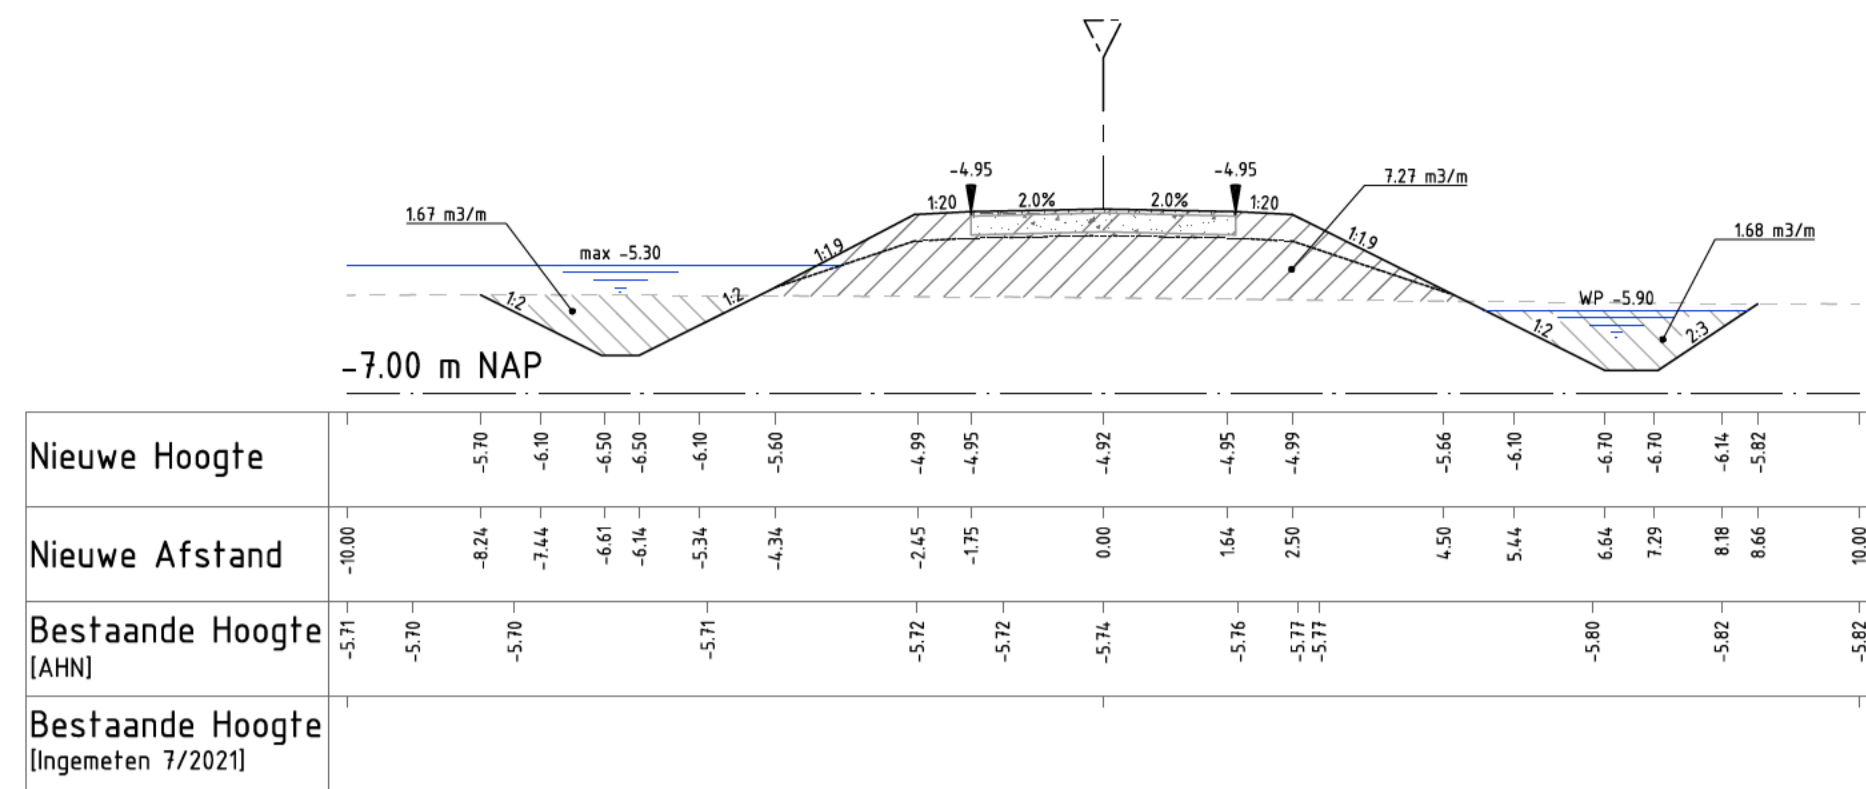 -4.95
-4.95
7.27 m3/m
1:20
2.0%
2.0%
1:20
1.67 m3/m
1.68 m3/m
max -5.30
1:1.9
1:1.9
1:2
1:2
WP -5.90
1:2
2:3
-7.00 m NAP
Nieuwe Hoogte
-5.70 -6.10 -6.50 -6.50 -6.10 -5.60 -4.99 -4.95 -4.92 -4.95 -4.99 -5.66 -6.10 -6.70 -6.70 -6.14 -5.82
Nieuwe Afstand
-10.00 -8.24 -7.44 -6.61 -6.14 -5.34 -4.34 -2.45 -1.75 0.00 1.64 2.50 4.50 5.44 6.64 7.29 8.18 8.66 10.00
Bestaande Hoogte
[AHN]
-5.71 -5.70 -5.70 -5.71 -5.72 -5.72 -5.74 -5.76 -5.77 -5.77 -5.80 -5.82 -5.82
Bestaande Hoogte
[Ingemeten 7/2021]